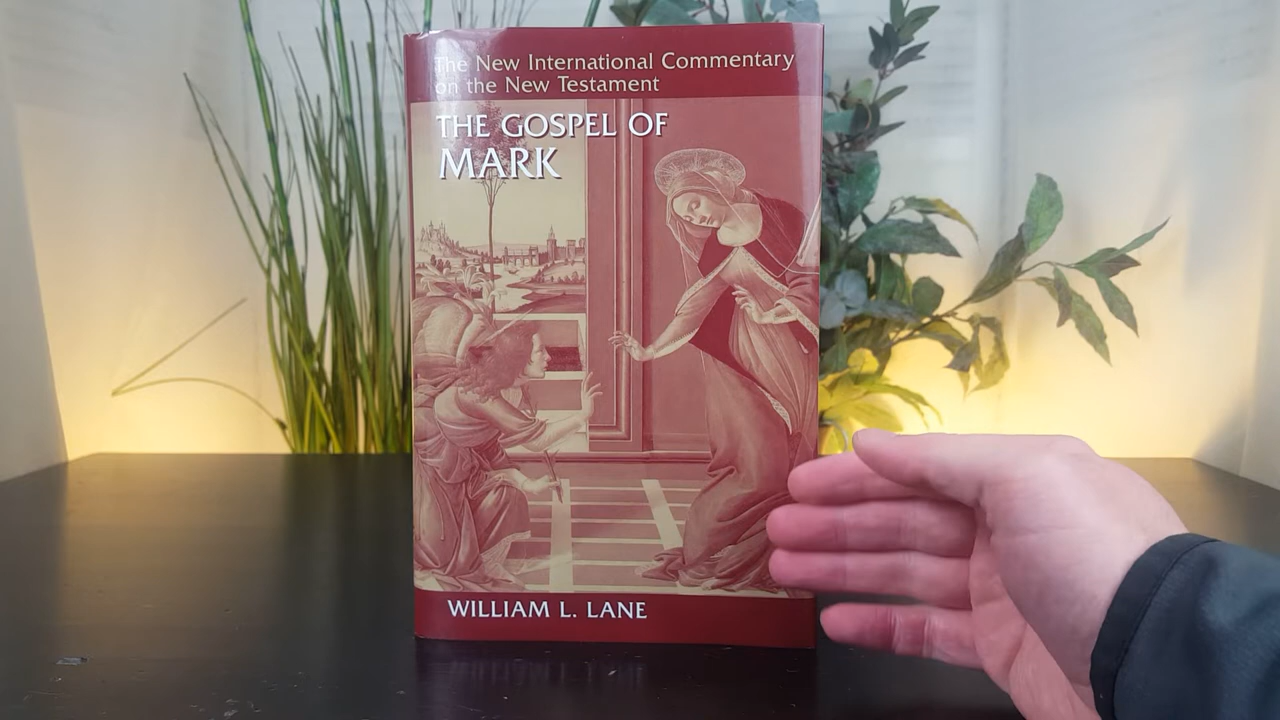 The New International Commentary
on the New Testament
THE GOSPEL OF
MARK
WILLIAM L. LANE